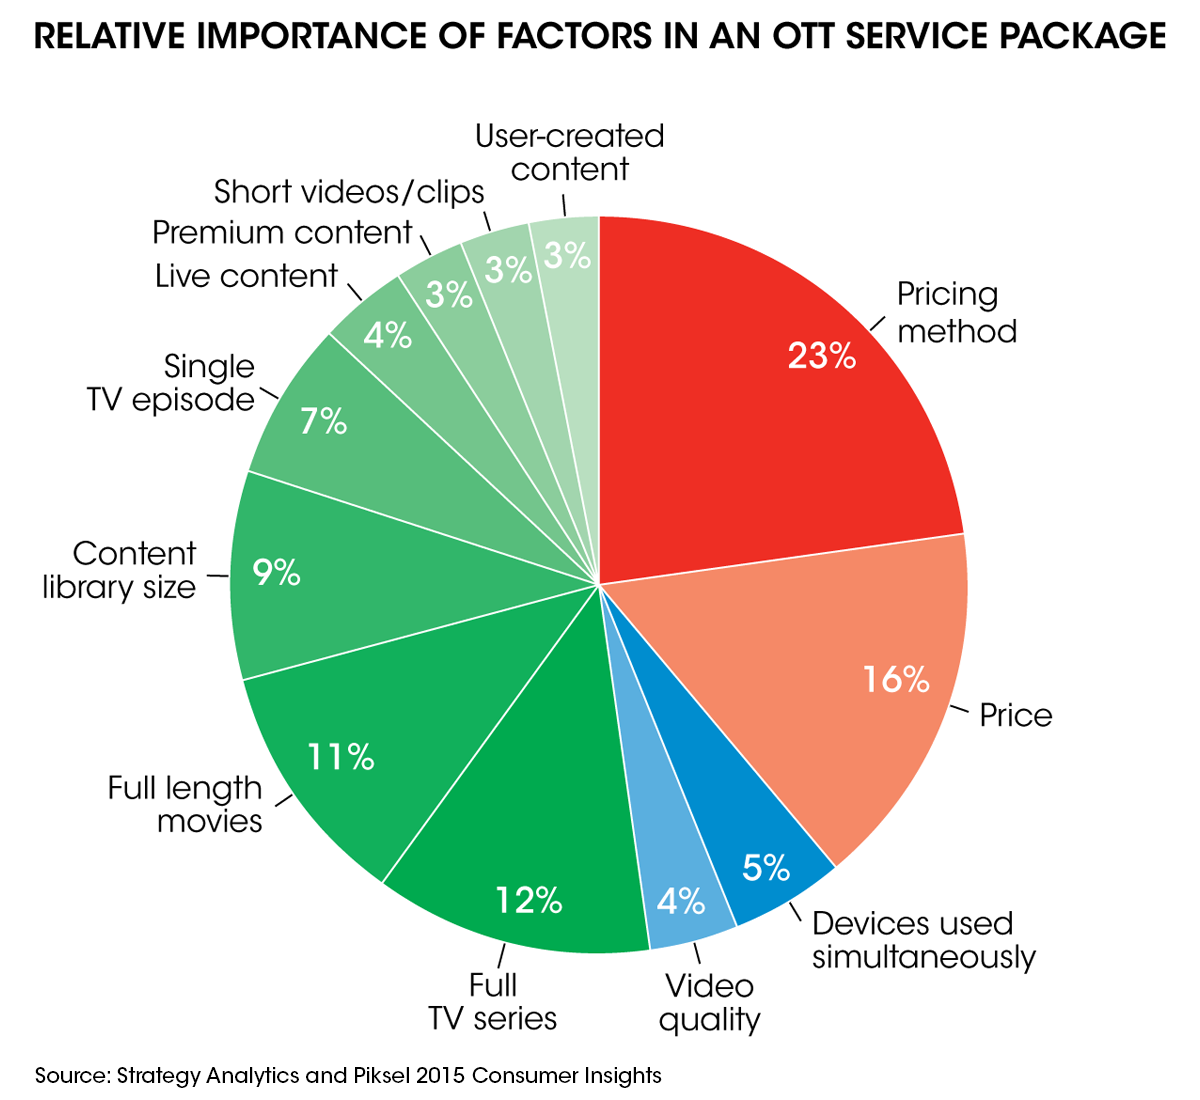 RELATIVE IMPORTANCE OF FACTORS IN AN OTT SERVICE PACKAGE
User-created
content
Short videos/clips
Premium content
Live content
Single
TV episode
Content
library size
Full length
movies
Full
TV series
Video
quality
Devices used
simultaneously
Price
Pricing
method
3%
3%
3%
4%
7%
9%
11%
12%
4%
5%
16%
23%
Source: Strategy Analytics and Piksel 2015 Consumer Insights